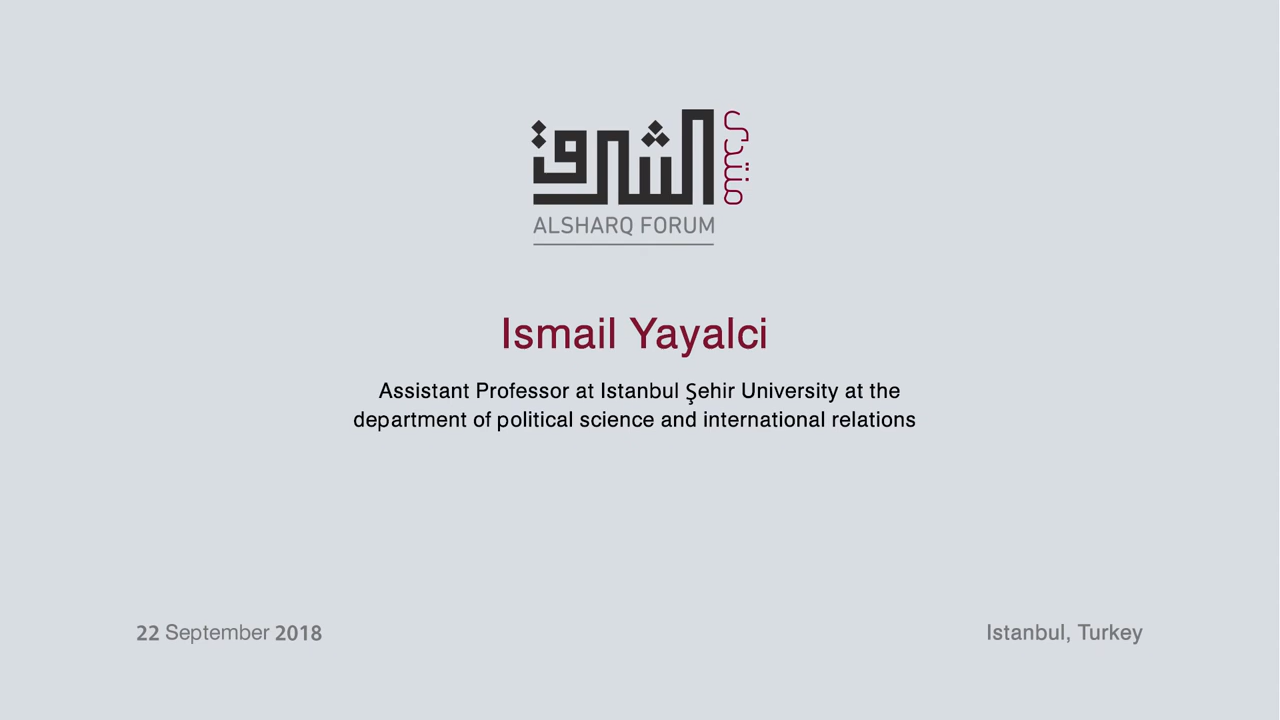 الشرق
منتدى
ALSHARQ FORUM
Ismail Yayalci
Assistant Professor at Istanbul Şehir University at the
department of political science and international relations
22 September 2018
Istanbul, Turkey